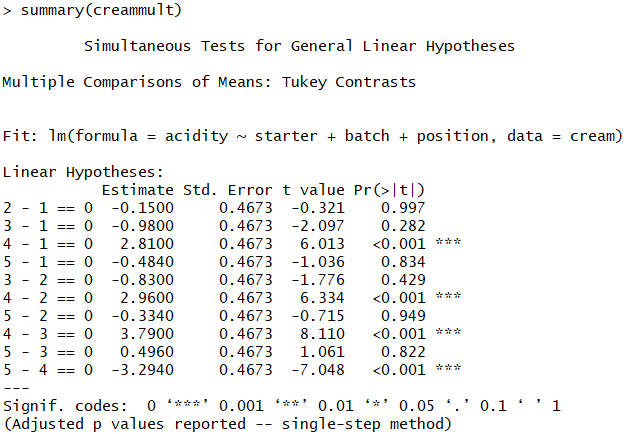 > summary(creammult)
Simultaneous Tests for General Linear Hypotheses
Multiple Comparisons of Means: Tukey Contrasts
Fit: lm(formula = acidity ~ starter + batch + position, data = cream)
Linear Hypotheses:
Estimate Std. Error t value Pr(>|t|)
2 - 1 == 0 -0.1500 0.4673 -0.321 0.997
3 - 1 == 0 -0.9800 0.4673 -2.097 0.282
4 - 1 == 0 2.8100 0.4673 6.013 <0.001 ***
5 - 1 == 0 -0.4840 0.4673 -1.036 0.834
3 - 2 == 0 -0.8300 0.4673 -1.776 0.429
4 - 2 == 0 2.9600 0.4673 6.334 <0.001 ***
5 - 2 == 0 -0.3340 0.4673 -0.715 0.949
4 - 3 == 0 3.7900 0.4673 8.110 <0.001 ***
5 - 3 == 0 0.4960 0.4673 1.061 0.822
5 - 4 == 0 -3.2940 0.4673 -7.048 <0.001 ***
---
Signif. codes: 0 ‘***’ 0.001 ‘**’ 0.01 ‘*’ 0.05 ‘.’ 0.1 ‘ ’ 1
(Adjusted p values reported -- single-step method)